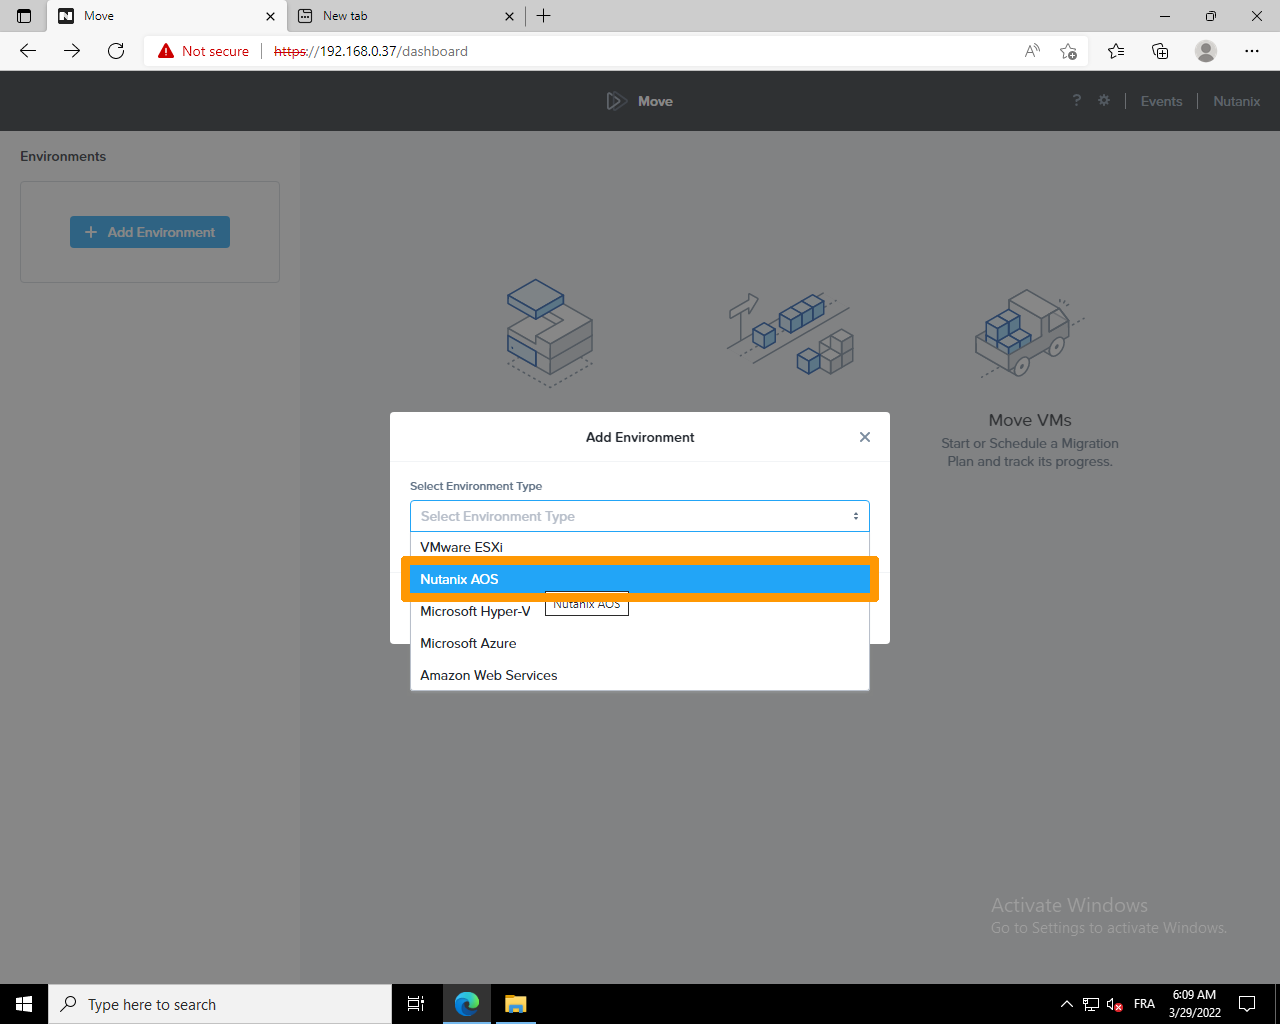 Move
New tab
Not secure
https://192.168.0.37/dashboard
Move
?
Events
Nutanix
Environments
+ Add Environment
Move VMs
Start or Schedule a Migration
Plan and track its progress.
Add Environment
Select Environment Type
Select Environment Type
VMware ESXi
Nutanix AOS
Nutanix AOS
Microsoft Hyper-V
Microsoft Azure
Amazon Web Services
Activate Windows
Go to Settings to activate Windows.
Type here to search
FRA
6:09 AM
3/29/2022